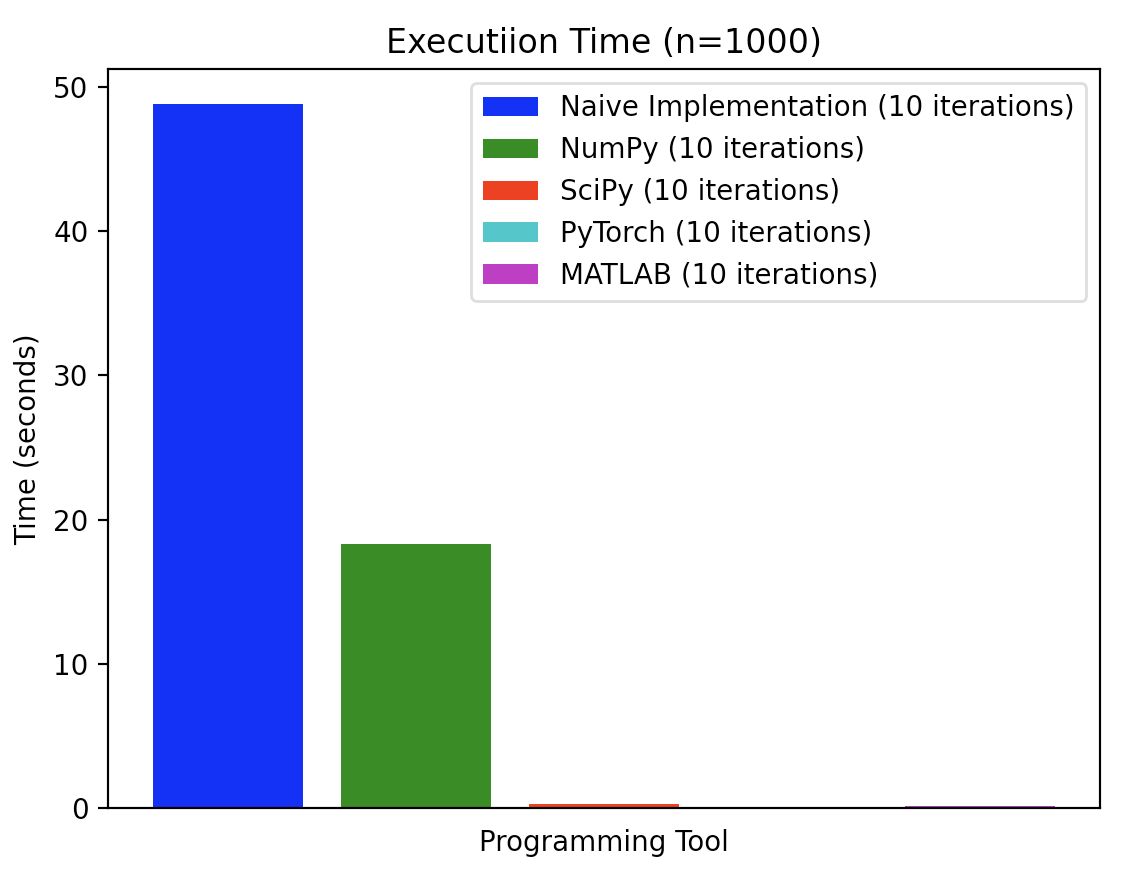 Executiion Time (n=1000)
50
40
30
20
10
0
Time (seconds)
Naive Implementation (10 iterations)
NumPy (10 iterations)
SciPy (10 iterations)
PyTorch (10 iterations)
MATLAB (10 iterations)
Programming Tool